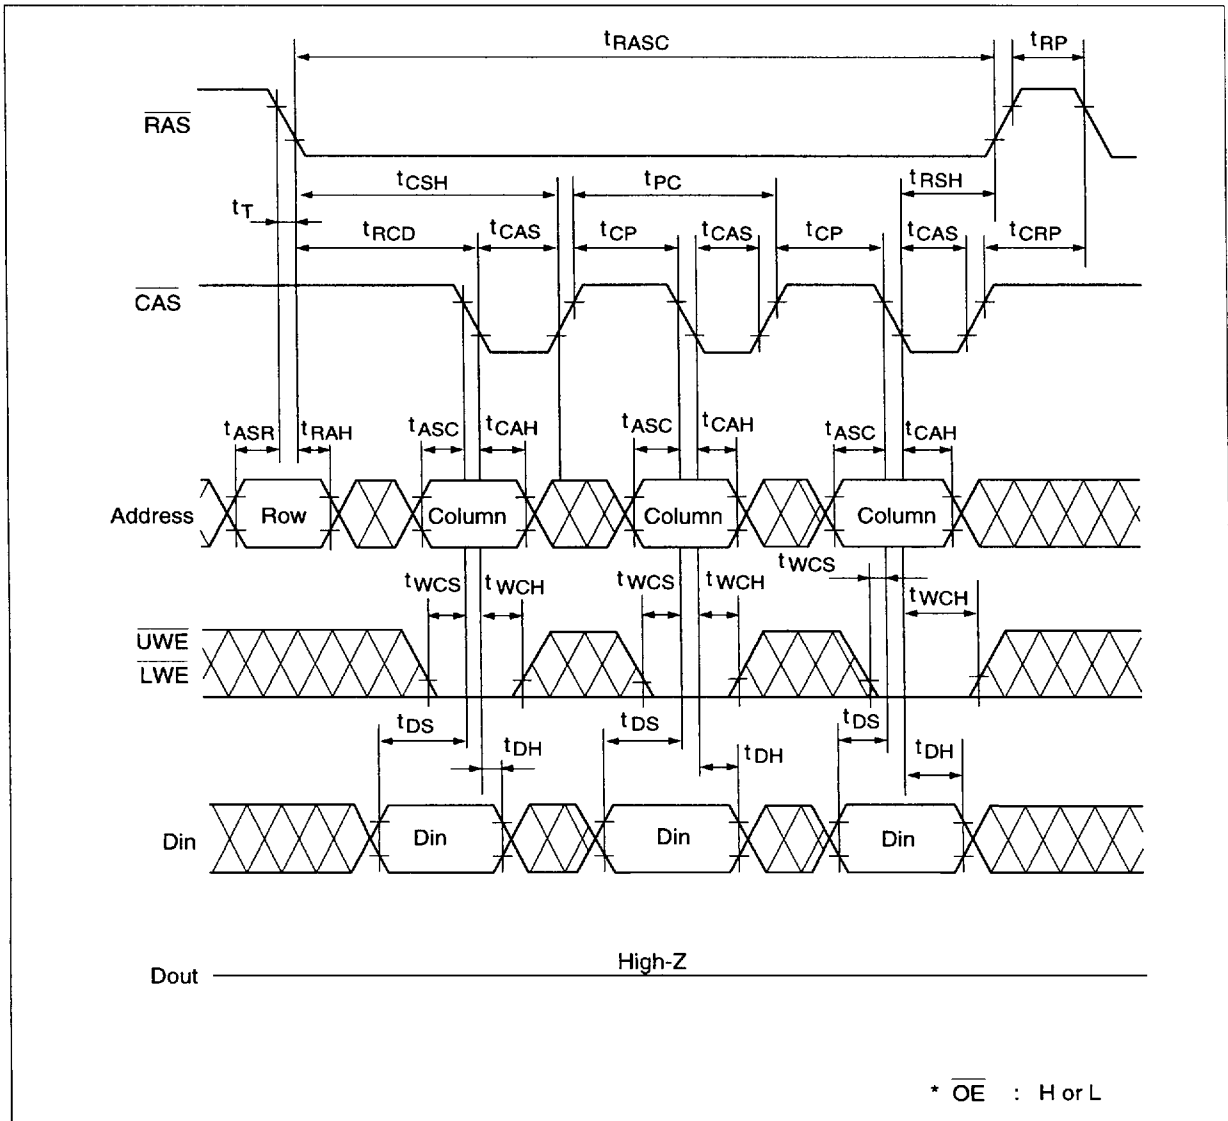 tRASC tRP
RAS
tCSH tPC tRSH
tT
tRCD tCAS tCP tCAS tCP tCAS tCRP
CAS
tASR tRAH tASC tCAH tASC tCAH tASC tCAH
Address Row Column Column Column
tWCS tWCH tWCS tWCH tWCS tWCH
UWE
LWE
tDS tDH tDS tDH tDS tDH
Din Din Din Din
High-Z
Dout
* OE : H or L